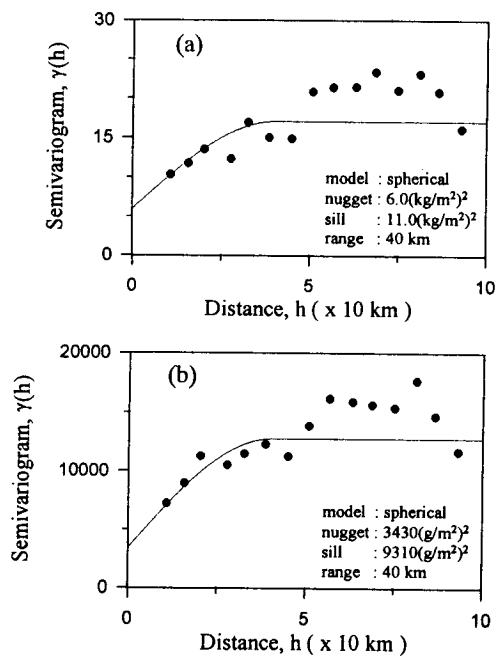 (a)
30
15
0
Semivariogram, γ(h)
model : spherical
nugget : 6.0(kg/m²)²
sill : 11.0(kg/m²)²
range : 40 km
0 5 10
Distance, h ( x 10 km)
(b)
20000
10000
0
Semivariogram, γ(h)
model : spherical
nugget : 3430(g/m²)²
sill : 9310(g/m²)²
range : 40 km
0 5 10
Distance, h ( x 10 km)